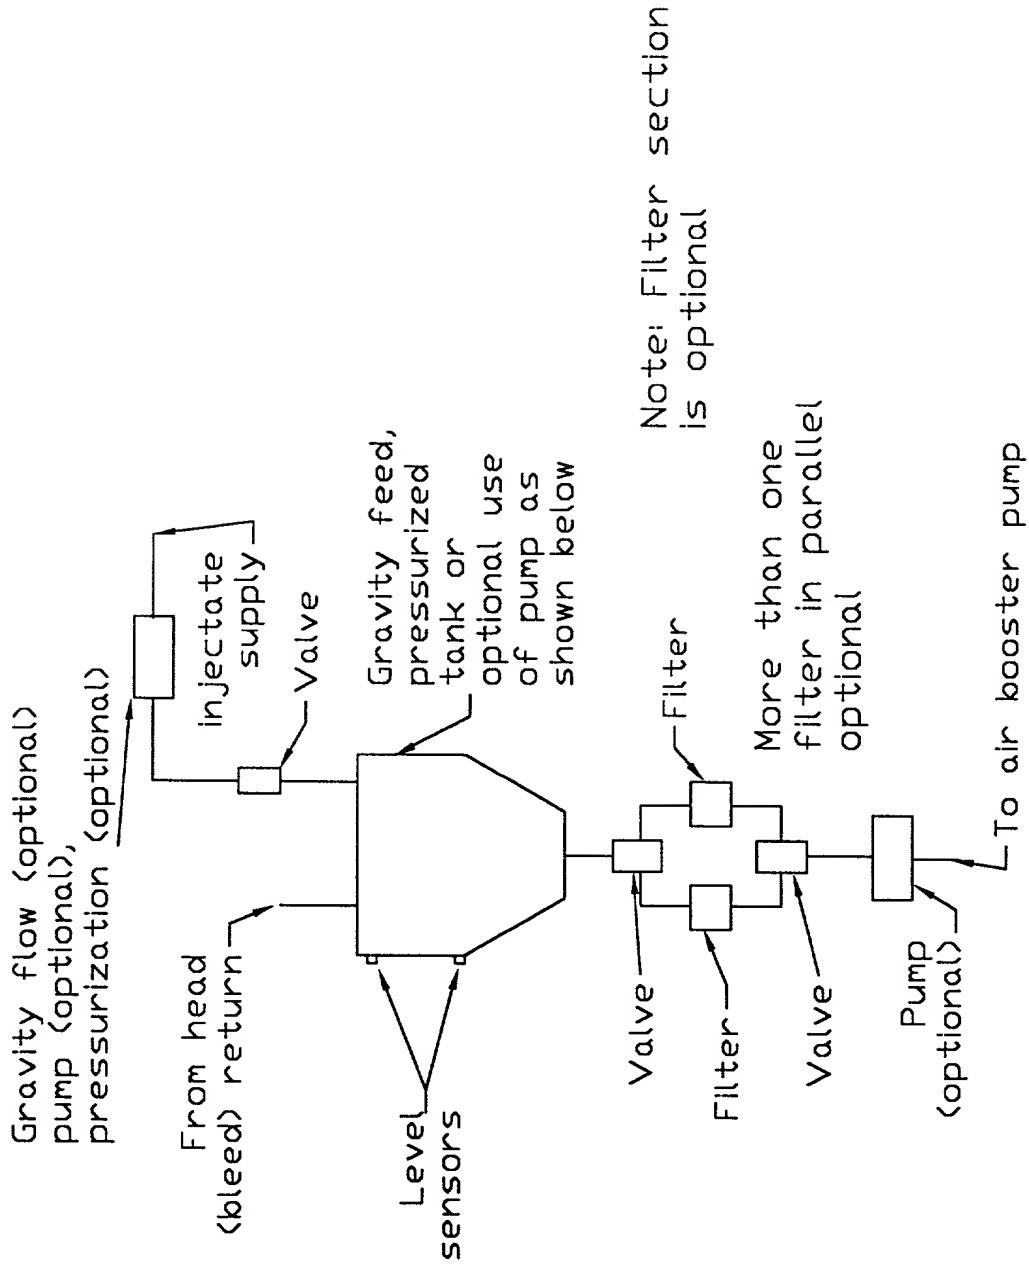 Gravity flow (optional)
pump (optional),
pressurization (optional)
injectate
supply
Valve
From head
(bleed) return
Gravity feed,
pressurized
tank or
optional use
of pump as
shown below
Level
sensors
Valve
Filter
Filter
Valve
More than one
filter in parallel
optional
Note: Filter section
is optional
Pump
(optional)
To air booster pump